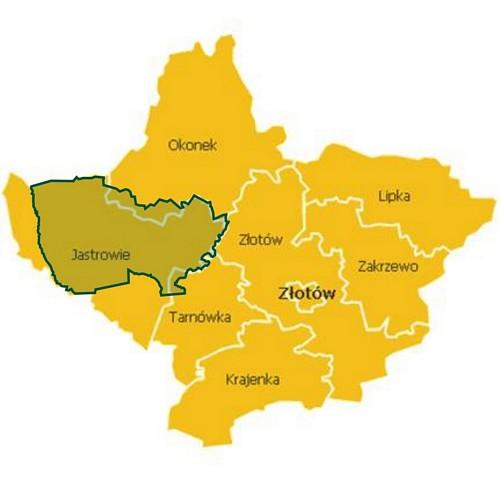 Okonek
Lipka
Złotów
Jastrowie
Zakrzewo
Złotów
Tarnówka
Krajenka